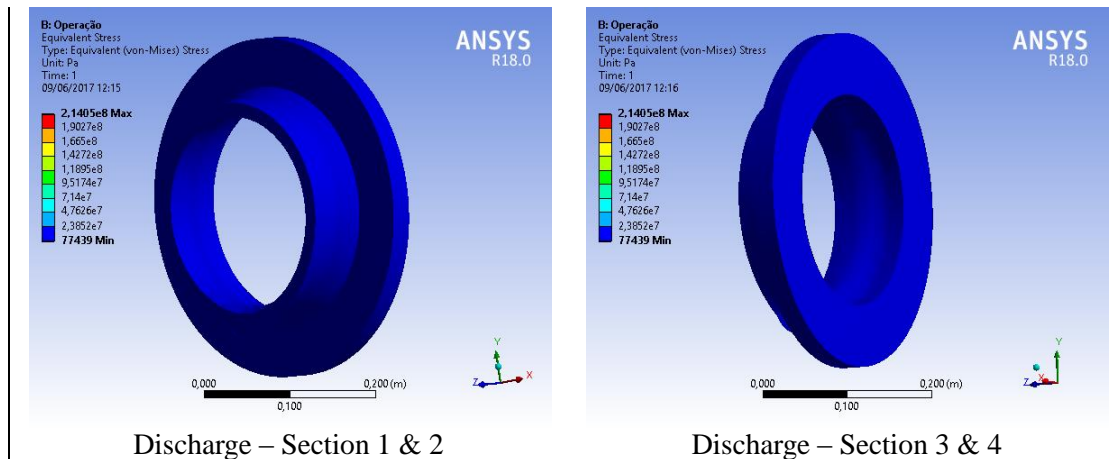 B: Operação
Equivalent Stress
Type: Equivalent (von-Mises) Stress
Unit: Pa
Time: 1
09/06/2017 12:15
2,1405e8 Max
1,9027e8
1,665e8
1,4272e8
1,1895e8
9,5174e7
7,14e7
4,7626e7
2,3852e7
77439 Min
ANSYS
R18.0
0,000
0,200 (m)
0,100
Y
Z
X
Discharge – Section 1 & 2
B: Operação
Equivalent Stress
Type: Equivalent (von-Mises) Stress
Unit: Pa
Time: 1
09/06/2017 12:16
2,1405e8 Max
1,9027e8
1,665e8
1,4272e8
1,1895e8
9,5174e7
7,14e7
4,7626e7
2,3852e7
77439 Min
ANSYS
R18.0
0,000
0,200 (m)
0,100
Y
Z
X
Discharge – Section 3 & 4